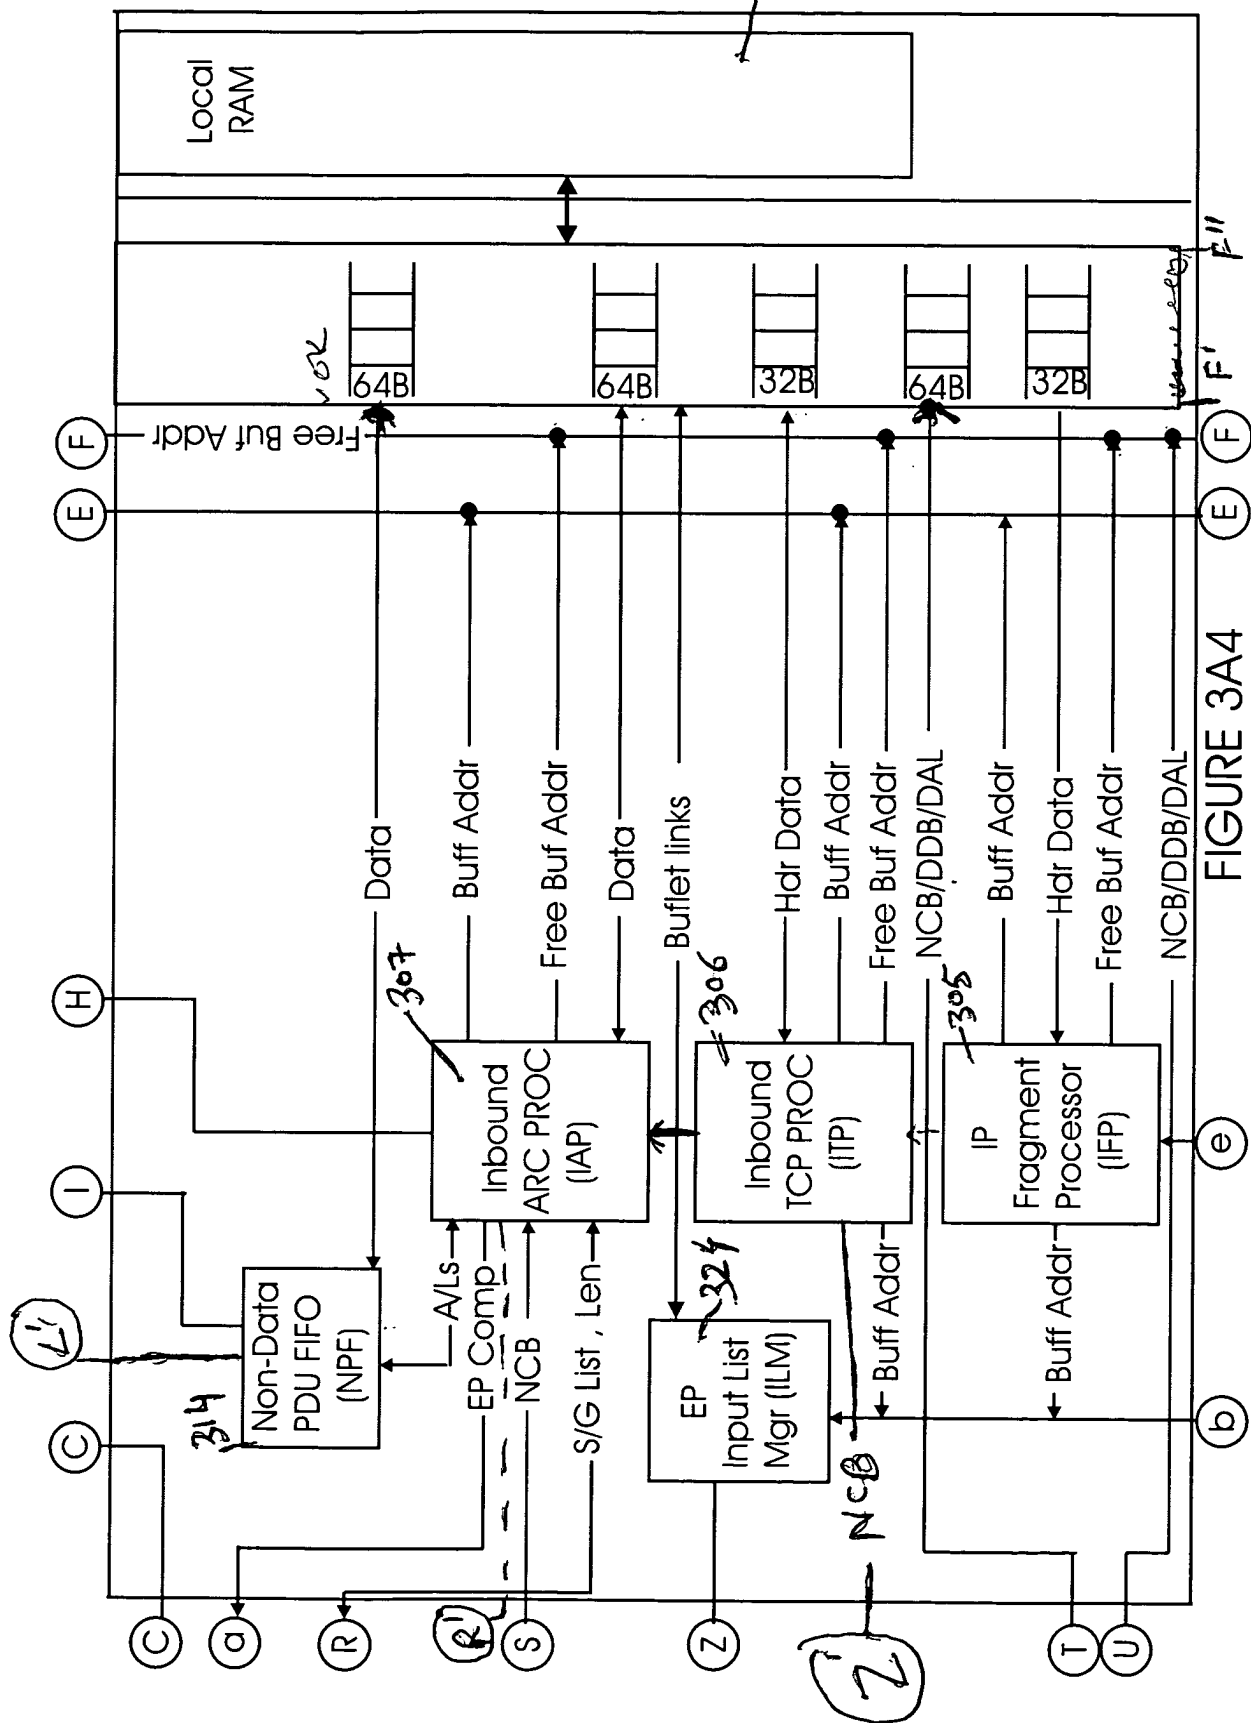 C
I
H
E
F
L'
314
Non-Data
PDU FIFO
(NPF)
Data
Free Buf Addr
64B
Local
RAM
a
R
R'
S
A/Ls
EP Comp
NCB
S/G List, Len
307
Inbound
ARC PROC
(IAP)
Buff Addr
Free Buf Addr
Data
64B
Z
EP
Input List
Mgr (ILM)
324
Buflet links
306
Inbound
TCP PROC
(ITP)
Hdr Data
Buff Addr
Free Buf Addr
32B
Z'
NCB
Buff Addr
NCB/DDB/DAL
64B
305
IP
Fragment
Processor
(IFP)
Buff Addr
Hdr Data
Free Buf Addr
32B
Buff Addr
T
U
NCB/DDB/DAL
b
e
E
F
F'
F"
FIGURE 3A4